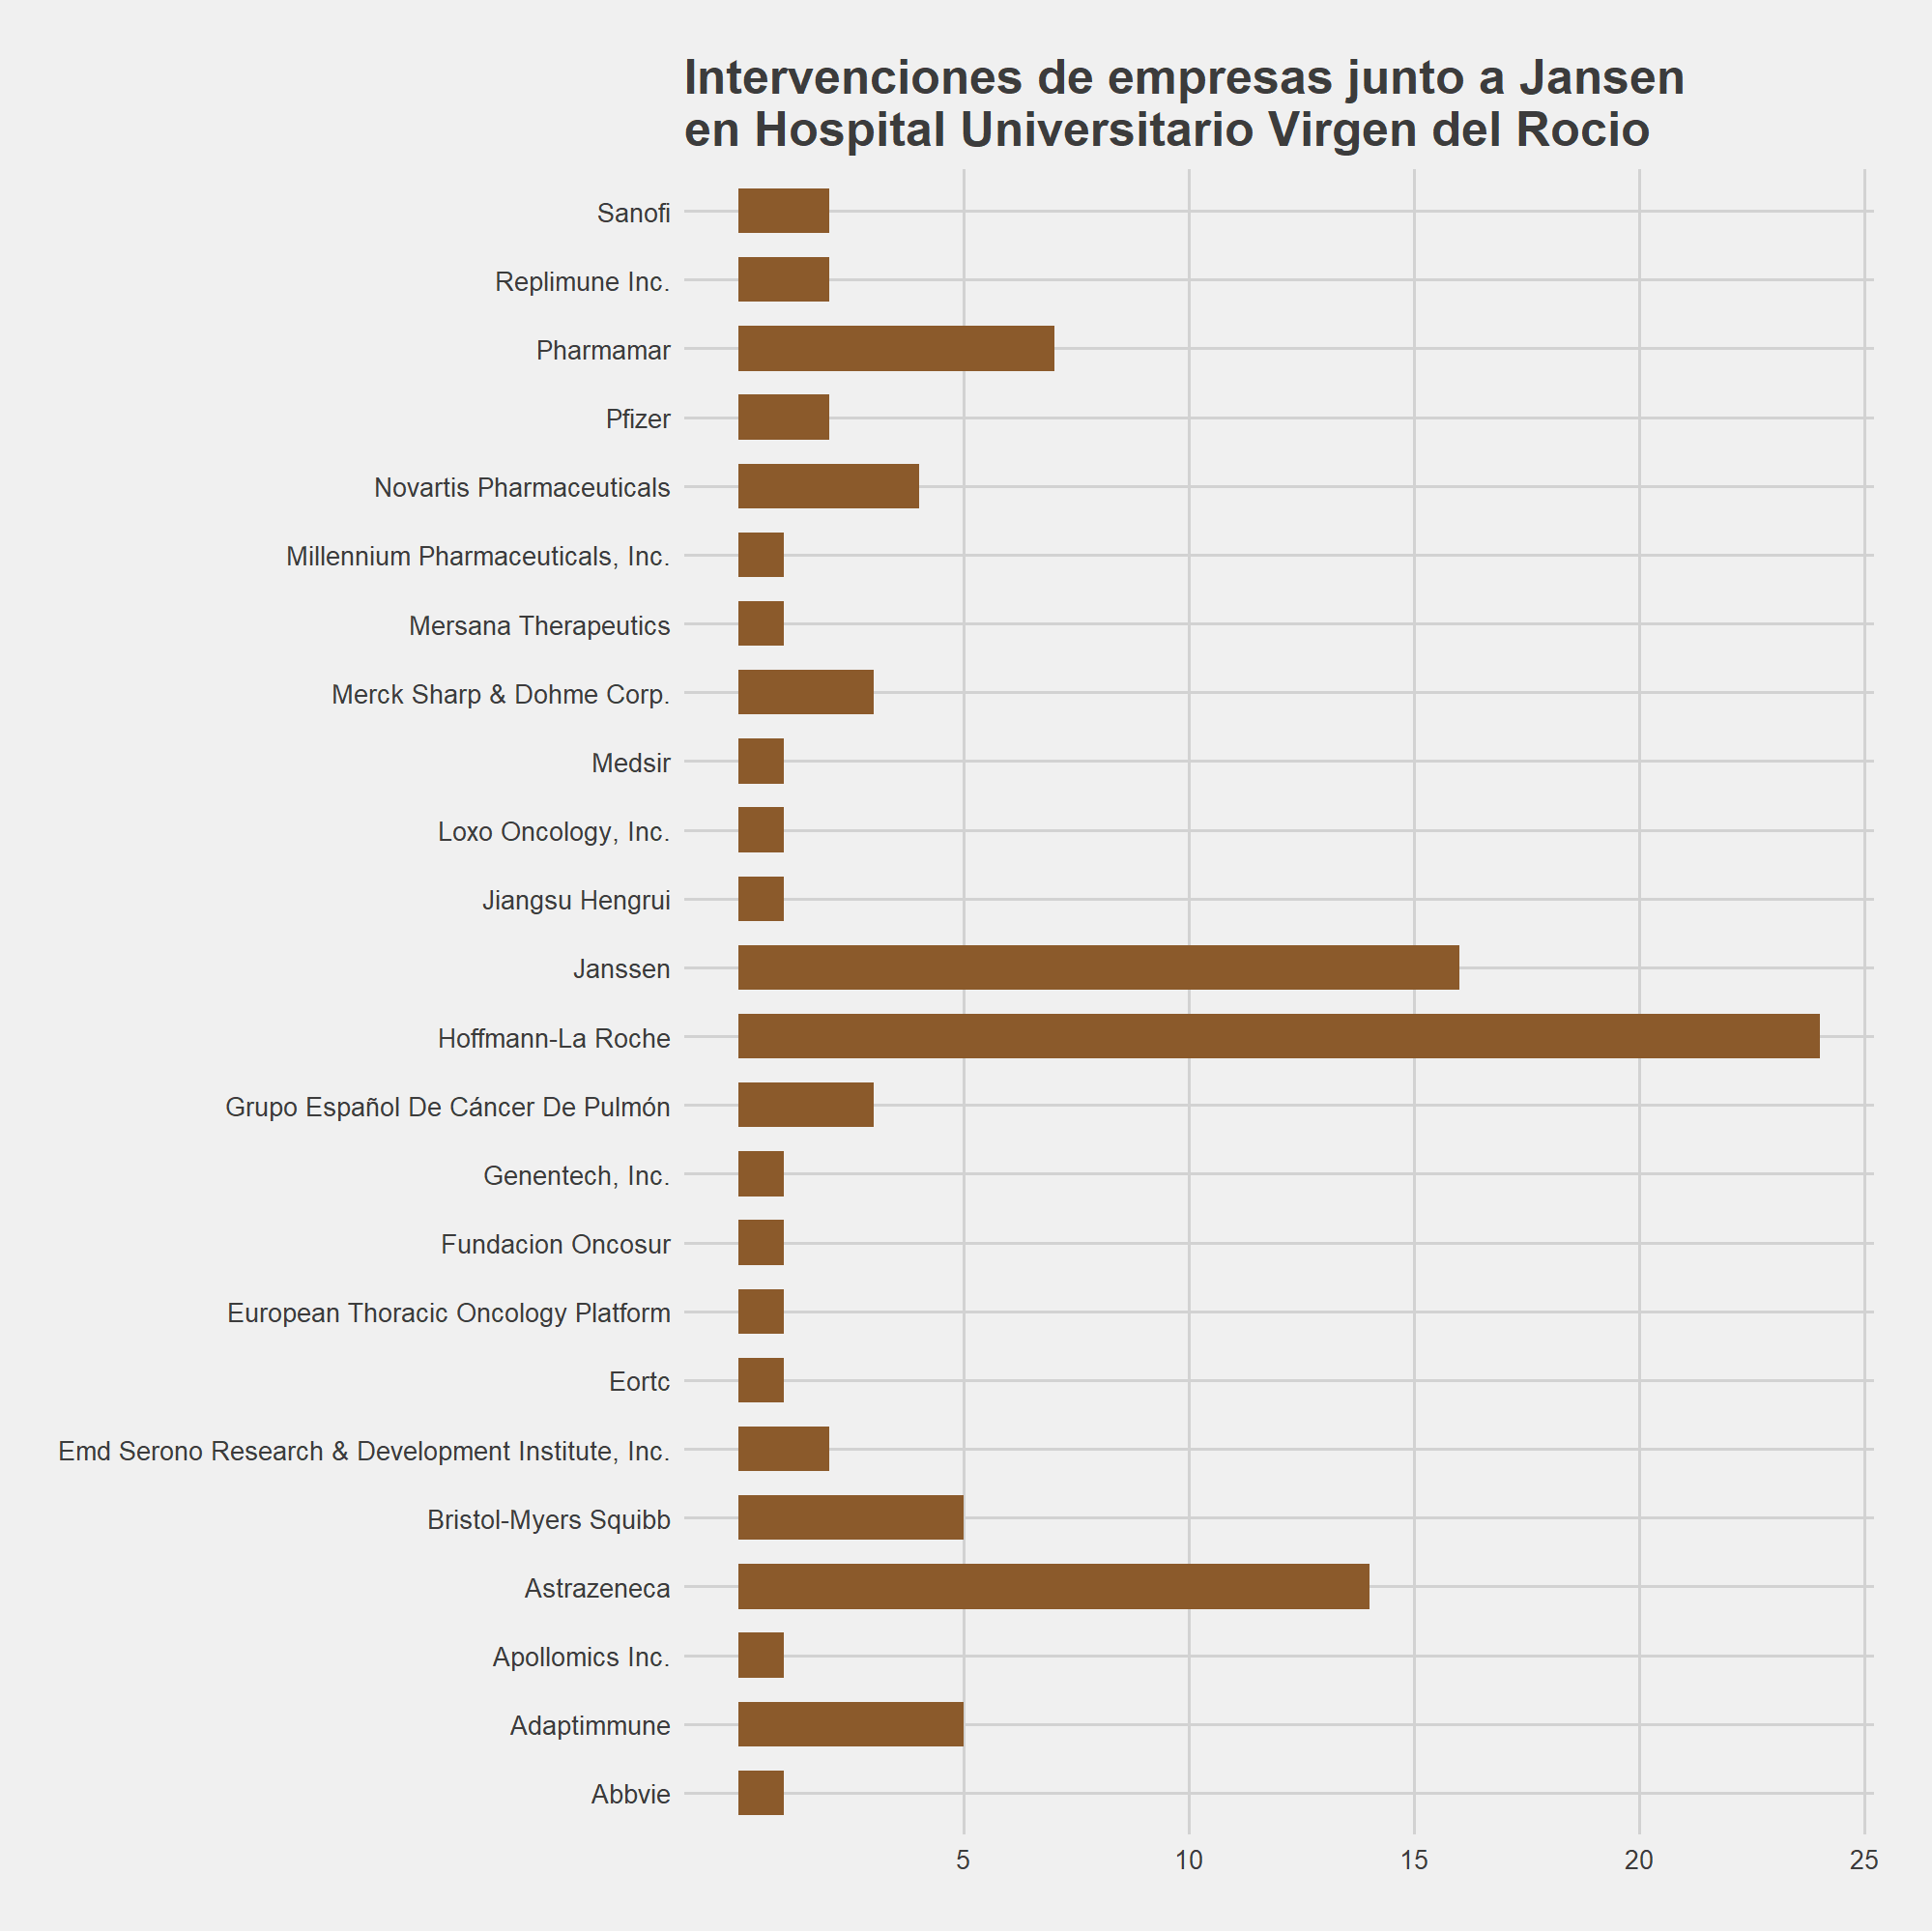 Intervenciones de empresas junto a Jansen
en Hospital Universitario Virgen del Rocio
Sanofi
Replimune Inc.
Pharmamar
Pfizer
Novartis Pharmaceuticals
Millennium Pharmaceuticals, Inc.
Mersana Therapeutics
Merck Sharp & Dohme Corp.
Medsir
Loxo Oncology, Inc.
Jiangsu Hengrui
Janssen
Hoffmann-La Roche
Grupo Español De Cáncer De Pulmón
Genentech, Inc.
Fundacion Oncosur
European Thoracic Oncology Platform
Eortc
Emd Serono Research & Development Institute, Inc.
Bristol-Myers Squibb
Astrazeneca
Apollomics Inc.
Adaptimmune
Abbvie
5 10 15 20 25